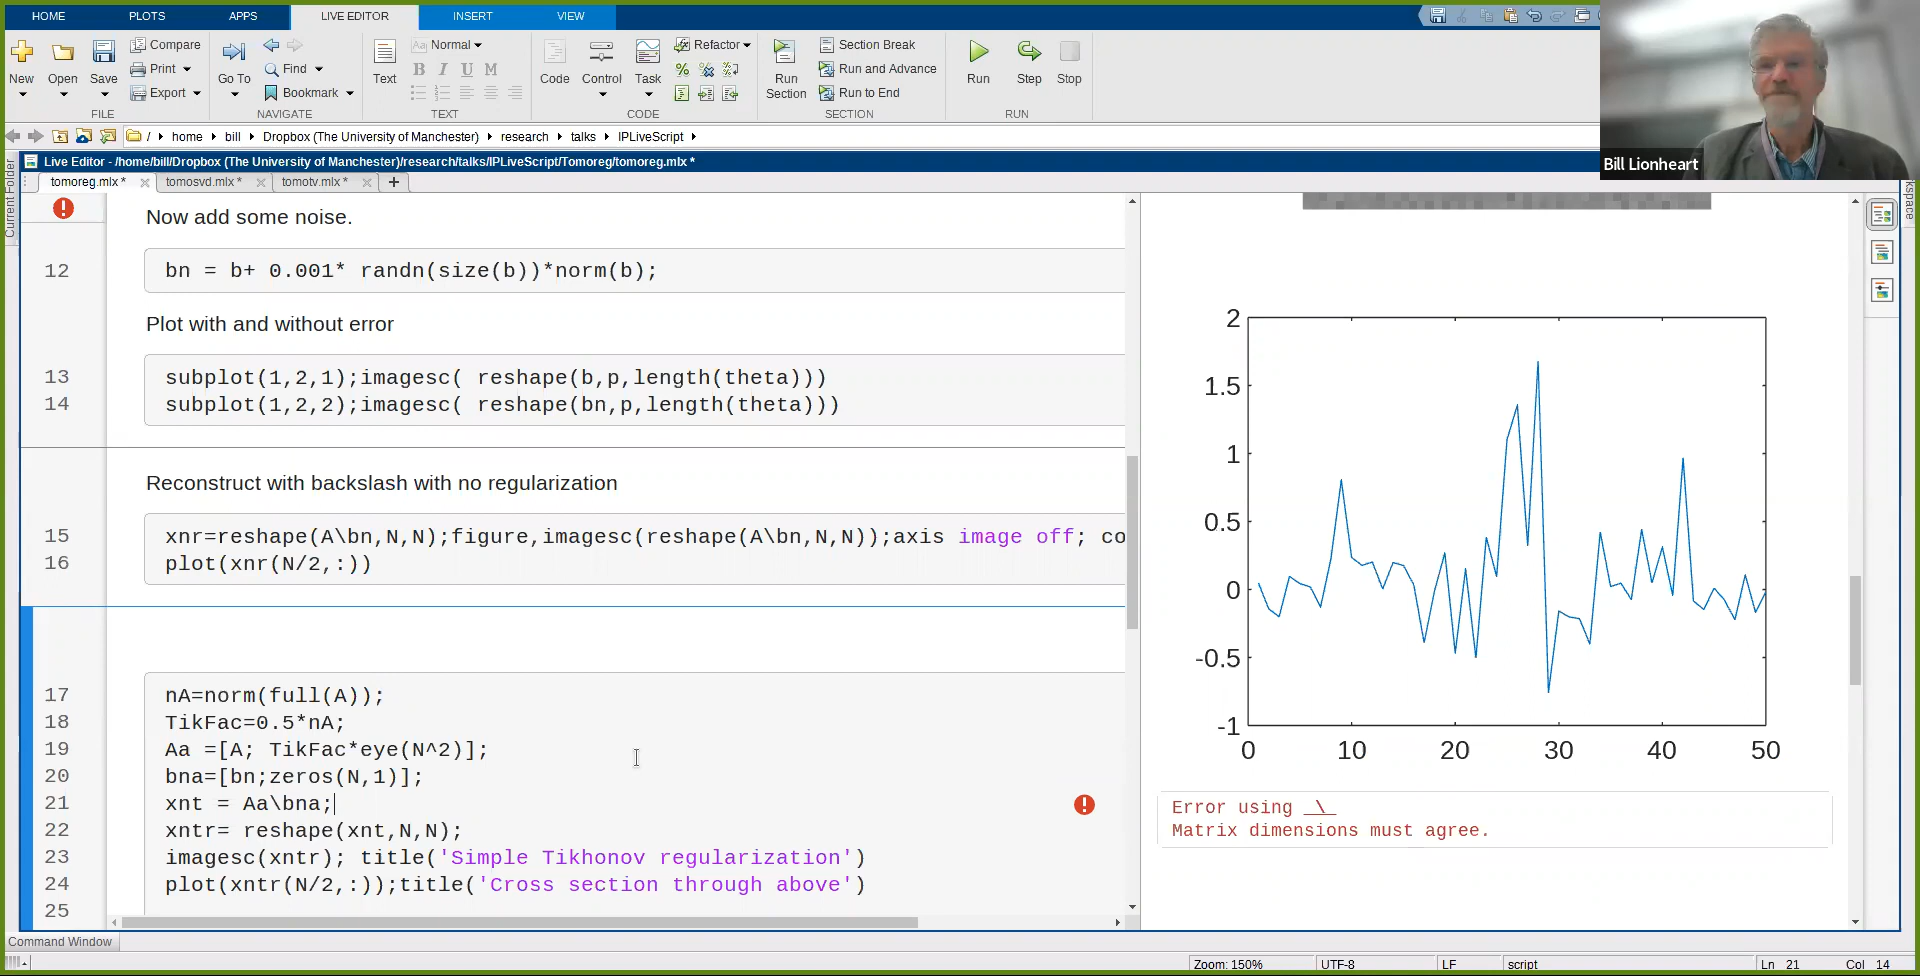 HOME PLOTS APPS LIVE EDITOR INSERT VIEW
New
Open
Save
Compare
Print
Export
FILE
Go To
Find
Bookmark
NAVIGATE
Text
Aa Normal
B I U M
TEXT
Code
Control
Task
Refactor
CODE
Run
Section
Section Break
Run and Advance
Run to End
SECTION
Run
Step
Stop
RUN
Bill Lionheart
/ home bill Dropbox (The University of Manchester) research talks IPLiveScript
Live Editor - /home/bill/Dropbox (The University of Manchester)/research/talks/IPLiveScript/Tomoreg/tomoreg.mlx *
tomoreg.mlx * tomosvd.mlx * tomotv.mlx *
Current Folder
kspace
Now add some noise.
12 bn = b+ 0.001* randn(size(b))*norm(b);
Plot with and without error
13 subplot(1,2,1);imagesc( reshape(b,p,length(theta)))
14 subplot(1,2,2);imagesc( reshape(bn,p,length(theta)))
Reconstruct with backslash with no regularization
15 xnr=reshape(A\bn,N,N);figure,imagesc(reshape(A\bn,N,N));axis image off; co
16 plot(xnr(N/2,:))
17 nA=norm(full(A));
18 TikFac=0.5*nA;
19 Aa =[A; TikFac*eye(N^2)];
20 bna=[bn;zeros(N,1)];
21 xnt = Aa\bna;
22 xntr= reshape(xnt,N,N);
23 imagesc(xntr); title('Simple Tikhonov regularization')
24 plot(xntr(N/2,:));title('Cross section through above')
25
2
1.5
1
0.5
0
-0.5
-1
0 10 20 30 40 50
Error using \
Matrix dimensions must agree.
Command Window
Zoom: 150% UTF-8 LF script Ln 21 Col 14